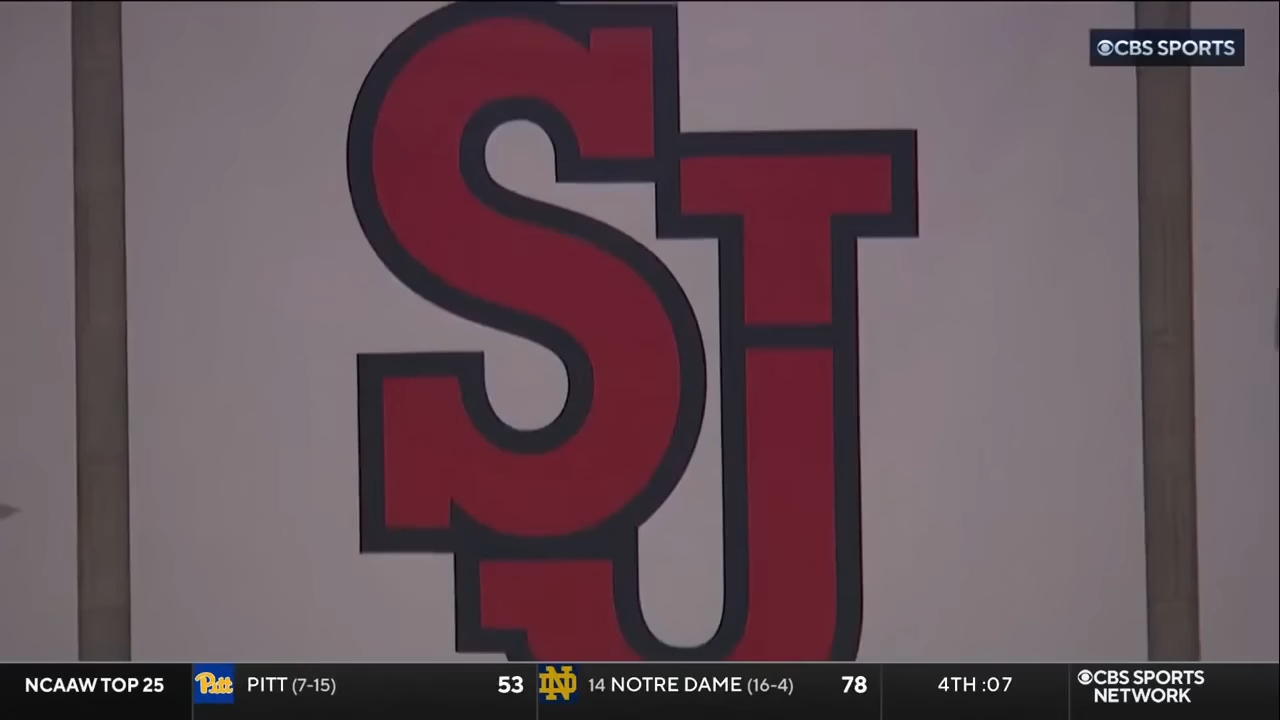 CBS SPORTS
STJ
NCAAW TOP 25 Pitt PITT (7-15) 53 ND 14 NOTRE DAME (16-4) 78 4TH :07 CBS SPORTS
NETWORK